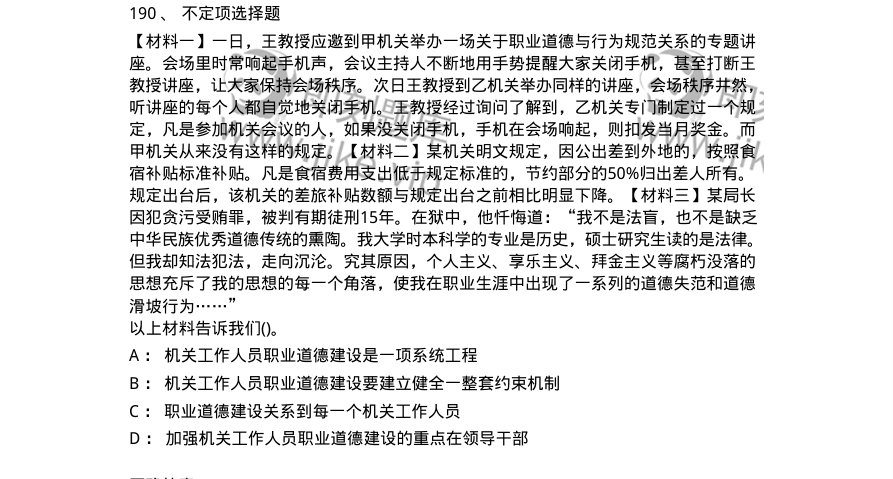 190 、 不定项选择题
【材料一】一日，王教授应邀到甲机关举办一场关于职业道德与行为规范关系的专题讲
座。会场里时常响起手机声，会议主持人不断地用手势提醒大家关闭手机，甚至打断王
教授讲座，让大家保持会场秩序。次日王教授到乙机关举办同样的讲座，会场秩序井然，
听讲座的每个人都自觉地关闭手机。王教授经过询问了解到，乙机关专门制定过一个规
定，凡是参加机关会议的人，如果没关闭手机，手机在会场响起，则扣发当月奖金。而
甲机关从来没有这样的规定。【材料二】某机关明文规定，因公出差到外地的，按照食
宿补贴标准补贴。凡是食宿费用支出低于规定标准的，节约部分的50%归出差人所有。
规定出台后，该机关的差旅补贴数额与规定出台之前相比明显下降。【材料三】某局长
因犯贪污受贿罪，被判有期徒刑15年。在狱中，他忏悔道：“我不是法盲，也不是缺乏
中华民族优秀道德传统的熏陶。我大学时本科学的专业是历史，硕士研究生读的是法律。
但我却知法犯法，走向沉沦。究其原因，个人主义、享乐主义、拜金主义等腐朽没落的
思想充斥了我的思想的每一个角落，使我在职业生涯中出现了一系列的道德失范和道德
滑坡行为……”
以上材料告诉我们()。
A： 机关工作人员职业道德建设是一项系统工程
B： 机关工作人员职业道德建设要建立健全一整套约束机制
C： 职业道德建设关系到每一个机关工作人员
D： 加强机关工作人员职业道德建设的重点在领导干部